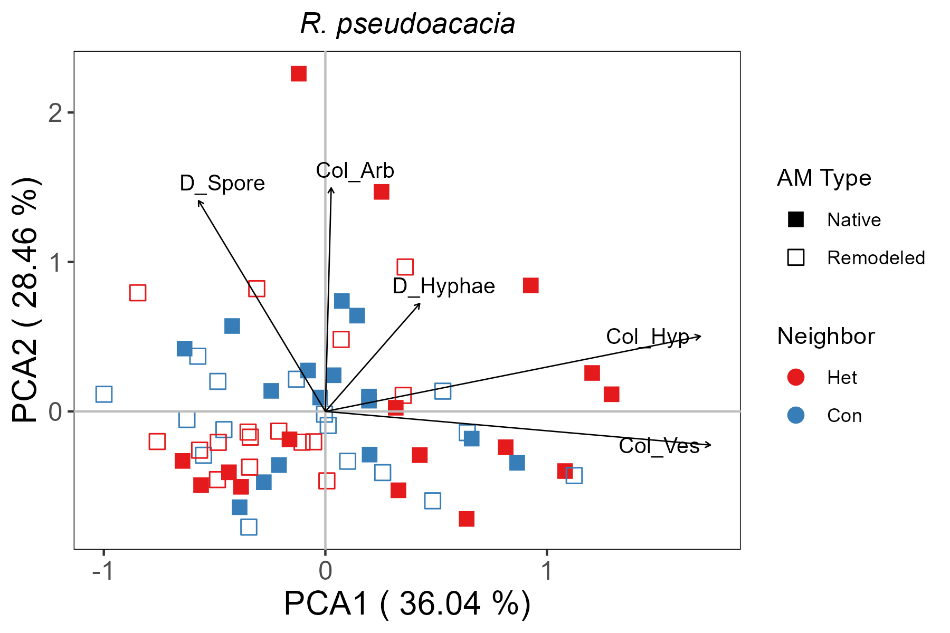 R. pseudoacacia
PCA2 ( 28.46 %)
2
1
0
-1
0
1
PCA1 ( 36.04 %)
D_Spore
Col_Arb
D_Hyphae
Col_Hyp
Col_Ves
AM Type
Native
Remodeled
Neighbor
Het
Con